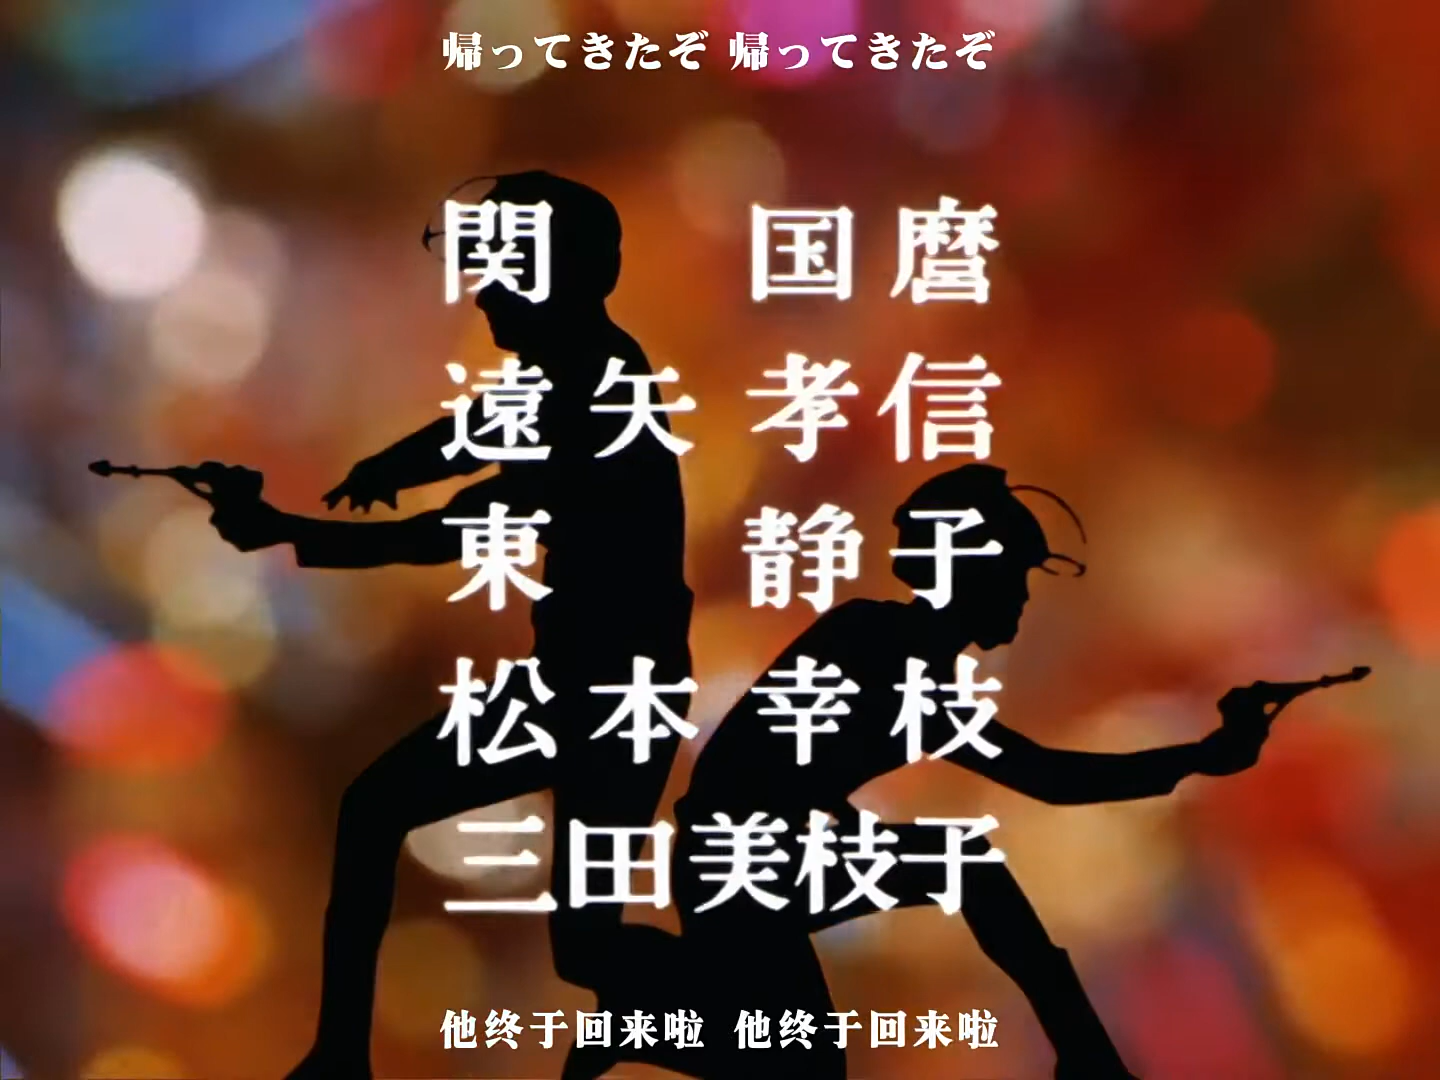 帰ってきたぞ 帰ってきたぞ
関 国麿
遠矢孝信
東 静子
松本幸枝
三田美枝子
他终于回来啦 他终于回来啦